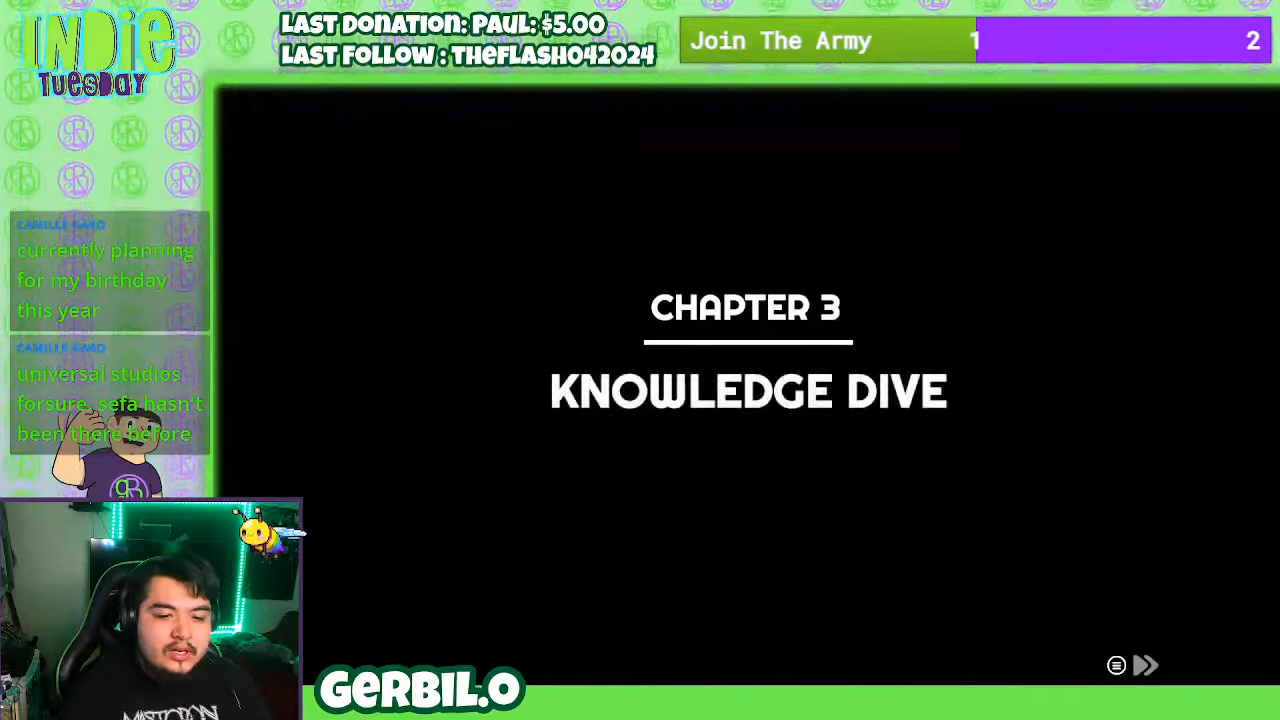 INDIE
TUESDAY
LAST DONATION: PAUL: $5.00
LAST FOLLOW : THEFLASH042024
Join The Army 1 2
currently planning
for my birthday
this year
universal studios
forsure, sefa hasn't
been there before
CHAPTER 3
KNOWLEDGE DIVE
MASTODON
GERBIL.O